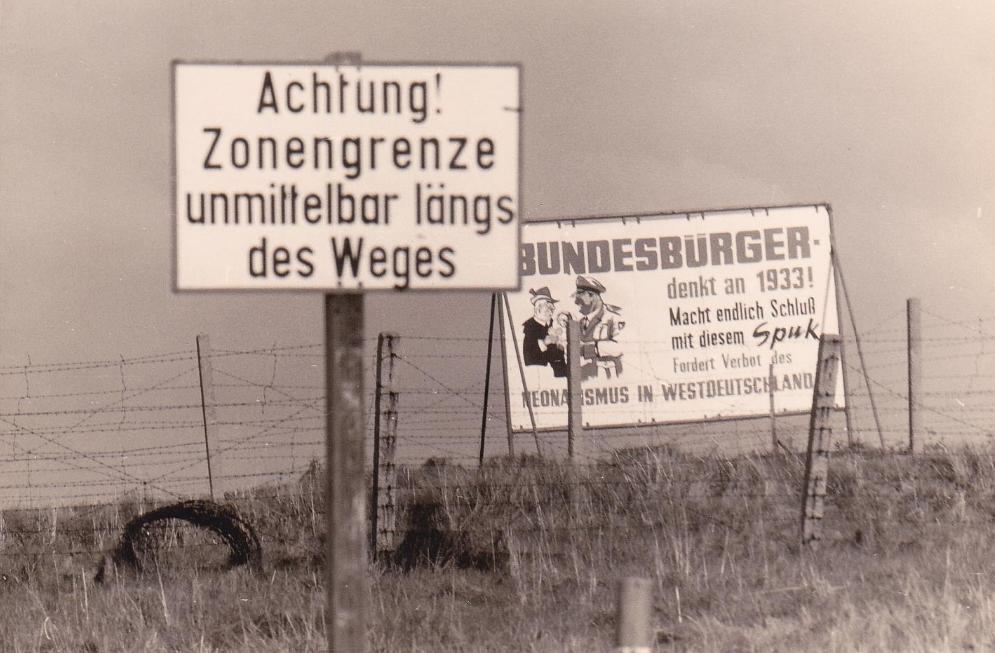 Achtung!
Zonengrenze
unmittelbar längs
des Weges
BUNDESBÜRGER-
denkt an 1933!
Macht endlich Schluß
mit diesem Spuk
Fordert Verbot des
NEONAZISMUS IN WESTDEUTSCHLAND